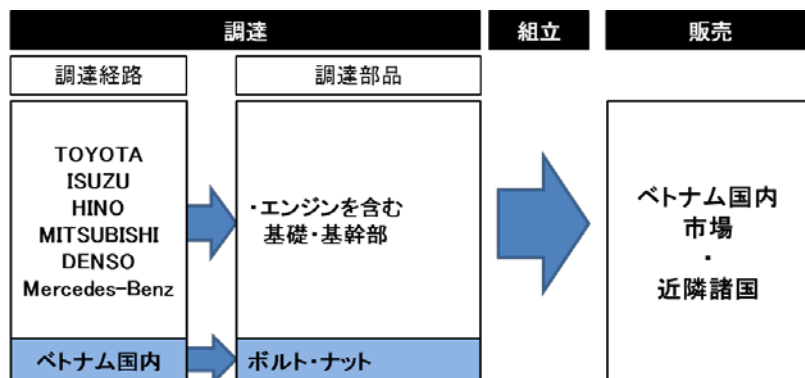 調達
組立
販売
調達経路
調達部品
TOYOTA
ISUZU
HINO
MITSUBISHI
DENSO
Mercedes-Benz
・エンジンを含む
基礎・基幹部
ベトナム国内
市場
・
近隣諸国
ベトナム国内
ボルト・ナット